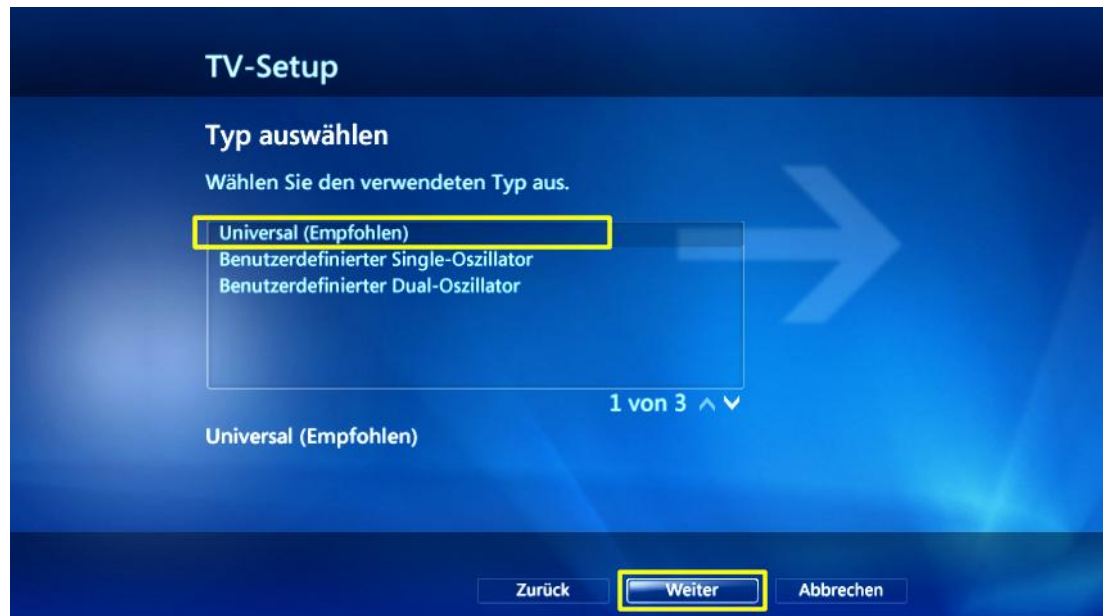 TV-Setup
Typ auswählen
Wählen Sie den verwendeten Typ aus.
Universal (Empfohlen)
Benutzerdefinierter Single-Oszillator
Benutzerdefinierter Dual-Oszillator
1 von 3
Universal (Empfohlen)
Zurück Weiter Abbrechen